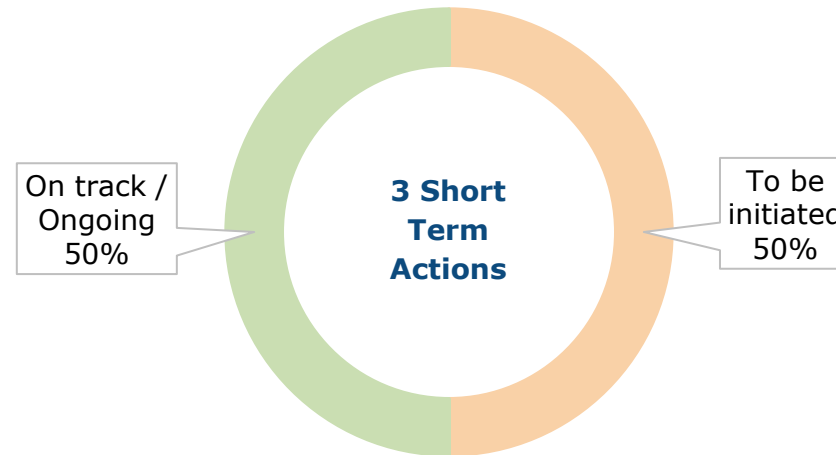 On track /
Ongoing
50%
3 Short
Term
Actions
To be
initiated
50%